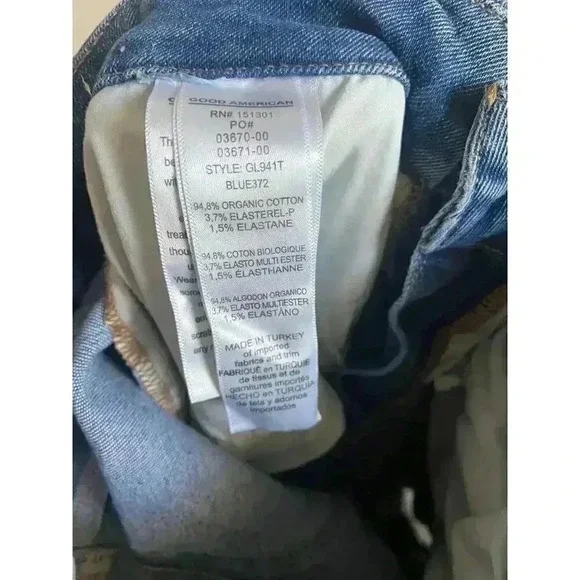 GOOD AMERICAN
RN# 151301
PO#
03670-00
03671-00
STYLE: GL941T
BLUE372
94,8% ORGANIC COTTON
3,7% ELASTEREL-P
1,5% ELASTANE
94,8% COTON BIOLOGIQUE
3,7% ELASTO MULTI ESTER
1,5% ÉLASTHANNE
94,8% ALGODON ORGANICO
3,7% ELASTO MULTIESTER
1,5% ELASTANO
MADE IN TURKEY
of imported
fabrics and trim
FABRIQUÉ EN TURQUIE
de tissus et de
garnitures importés
HECHO en TURQUIA
de tela y adornos
importados